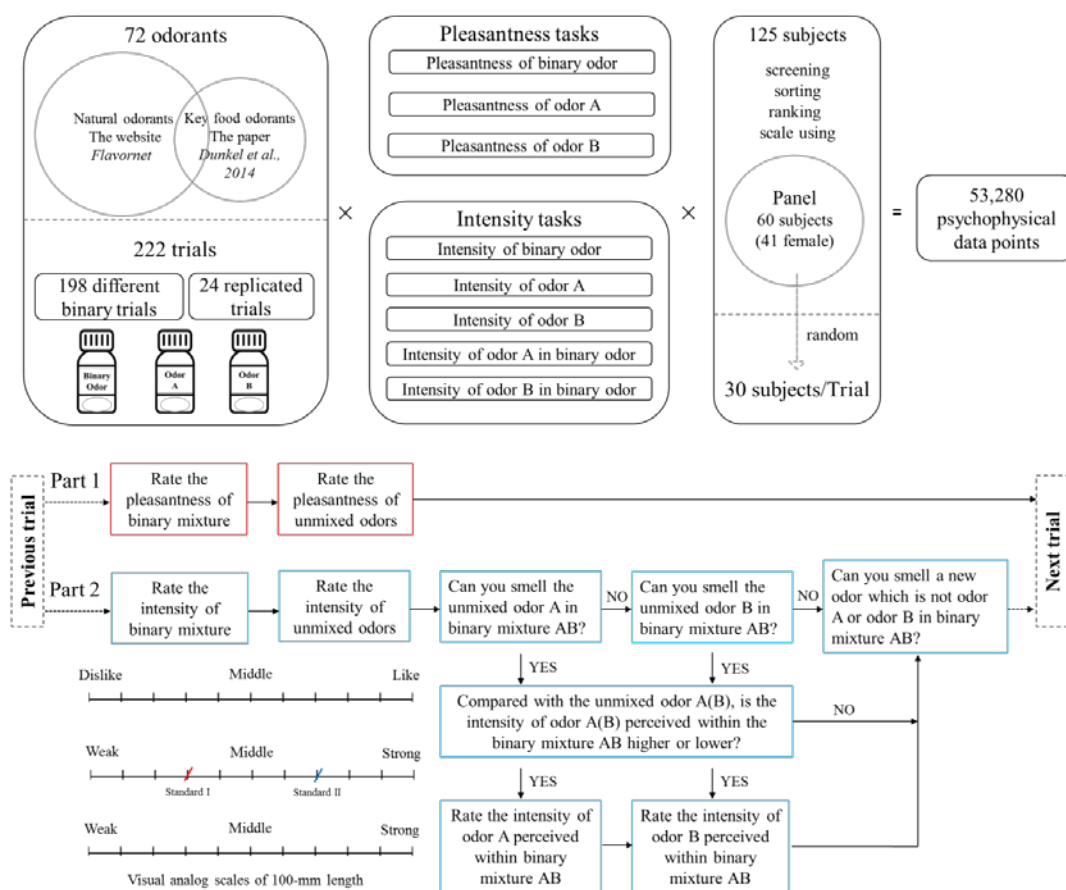 72 odorants
Natural odorants
The website
Flavornet
Key food odorants
The paper
Dunkel et al.,
2014
222 trials
198 different
binary trials
24 replicated
trials
Binary
Odor
Odor
A
Odor
B
×
Pleasantness tasks
Pleasantness of binary odor
Pleasantness of odor A
Pleasantness of odor B
Intensity tasks
Intensity of binary odor
Intensity of odor A
Intensity of odor B
Intensity of odor A in binary odor
Intensity of odor B in binary odor
×
125 subjects
screening
sorting
ranking
scale using
Panel
60 subjects
(41 female)
random
30 subjects/Trial
=
53,280
psychophysical
data points
Previous trial
Part 1
Rate the
pleasantness of
binary mixture
Rate the
pleasantness of
unmixed odors
Next trial
Part 2
Rate the
intensity of
binary mixture
Rate the
intensity of
unmixed odors
Can you smell the
unmixed odor A in
binary mixture AB?
NO
Can you smell the
unmixed odor B in
binary mixture AB?
NO
Can you smell a new
odor which is not odor
A or odor B in binary
mixture AB?
YES
YES
Compared with the unmixed odor A(B), is the
intensity of odor A(B) perceived within the
binary mixture AB higher or lower?
NO
YES
YES
Rate the intensity of
odor A perceived
within binary
mixture AB
Rate the intensity of
odor B perceived
within binary
mixture AB
Dislike Middle Like
Weak Middle Strong
Standard I Standard II
Weak Middle Strong
Visual analog scales of 100-mm length